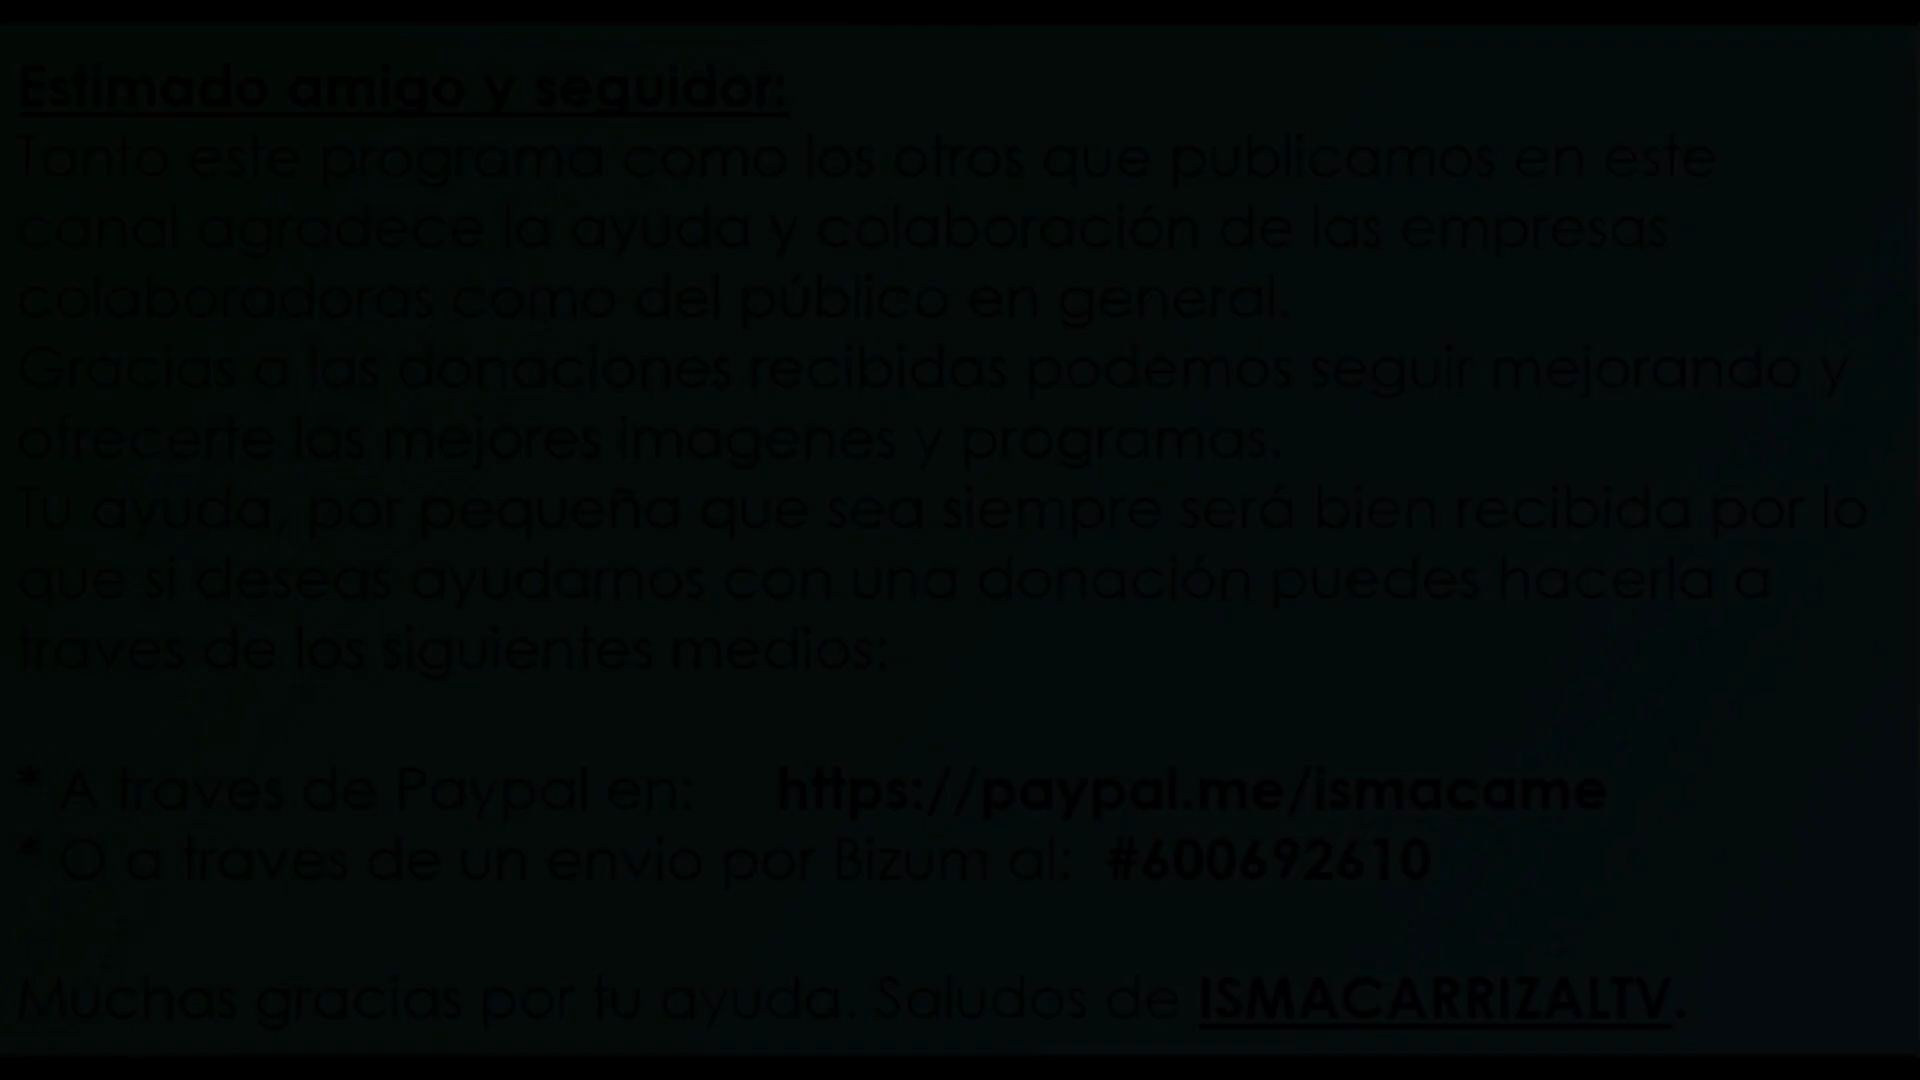 Estimado amigo y seguidor:
Tanto este programa como los otros que publicamos en este
canal agradece la ayuda y colaboración de las empresas
colaboradoras como del público en general.
Gracias a las donaciones recibidas podemos seguir mejorando y
ofrecerte las mejores imagenes y programas.
Tu ayuda, por pequeña que sea siempre será bien recibida por lo
que si deseas ayudarnos con una donación puedes hacerla a
traves de los siguientes medios:
* A traves de Paypal en: https://paypal.me/ismacame
* O a traves de un envio por Bizum al: #600692610
Muchas gracias por tu ayuda. Saludos de ISMACARRIZALTV.